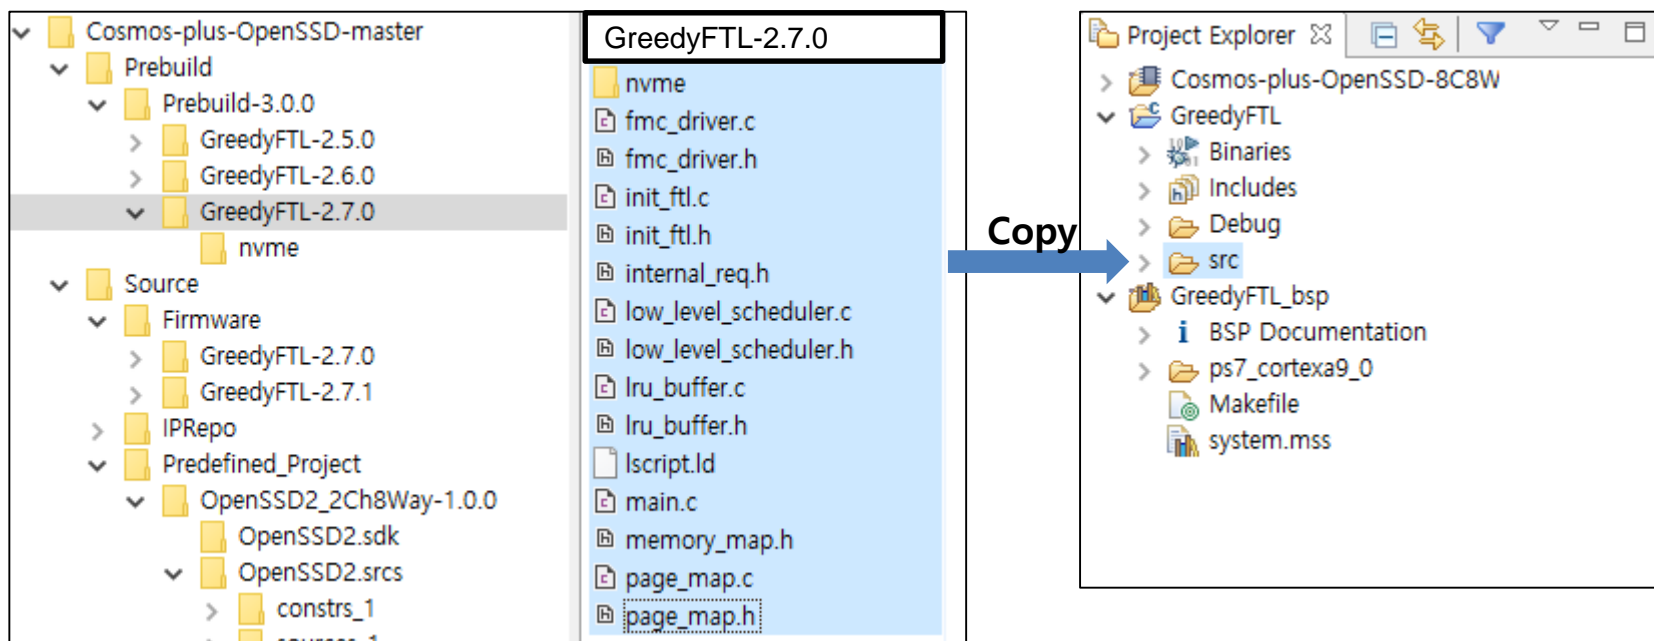 Cosmos-plus-OpenSSD-master
Prebuild
Prebuild-3.0.0
GreedyFTL-2.5.0
GreedyFTL-2.6.0
GreedyFTL-2.7.0
nvme
Source
Firmware
GreedyFTL-2.7.0
GreedyFTL-2.7.1
IPRepo
Predefined_Project
OpenSSD2_2Ch8Way-1.0.0
OpenSSD2.sdk
OpenSSD2.srcs
constrs_1
GreedyFTL-2.7.0
nvme
fmc_driver.c
fmc_driver.h
init_ftl.c
init_ftl.h
internal_req.h
low_level_scheduler.c
low_level_scheduler.h
lru_buffer.c
lru_buffer.h
lscript.ld
main.c
memory_map.h
page_map.c
page_map.h
Copy
Project Explorer
Cosmos-plus-OpenSSD-8C8W
GreedyFTL
Binaries
Includes
Debug
src
GreedyFTL_bsp
BSP Documentation
ps7_cortexa9_0
Makefile
system.mss